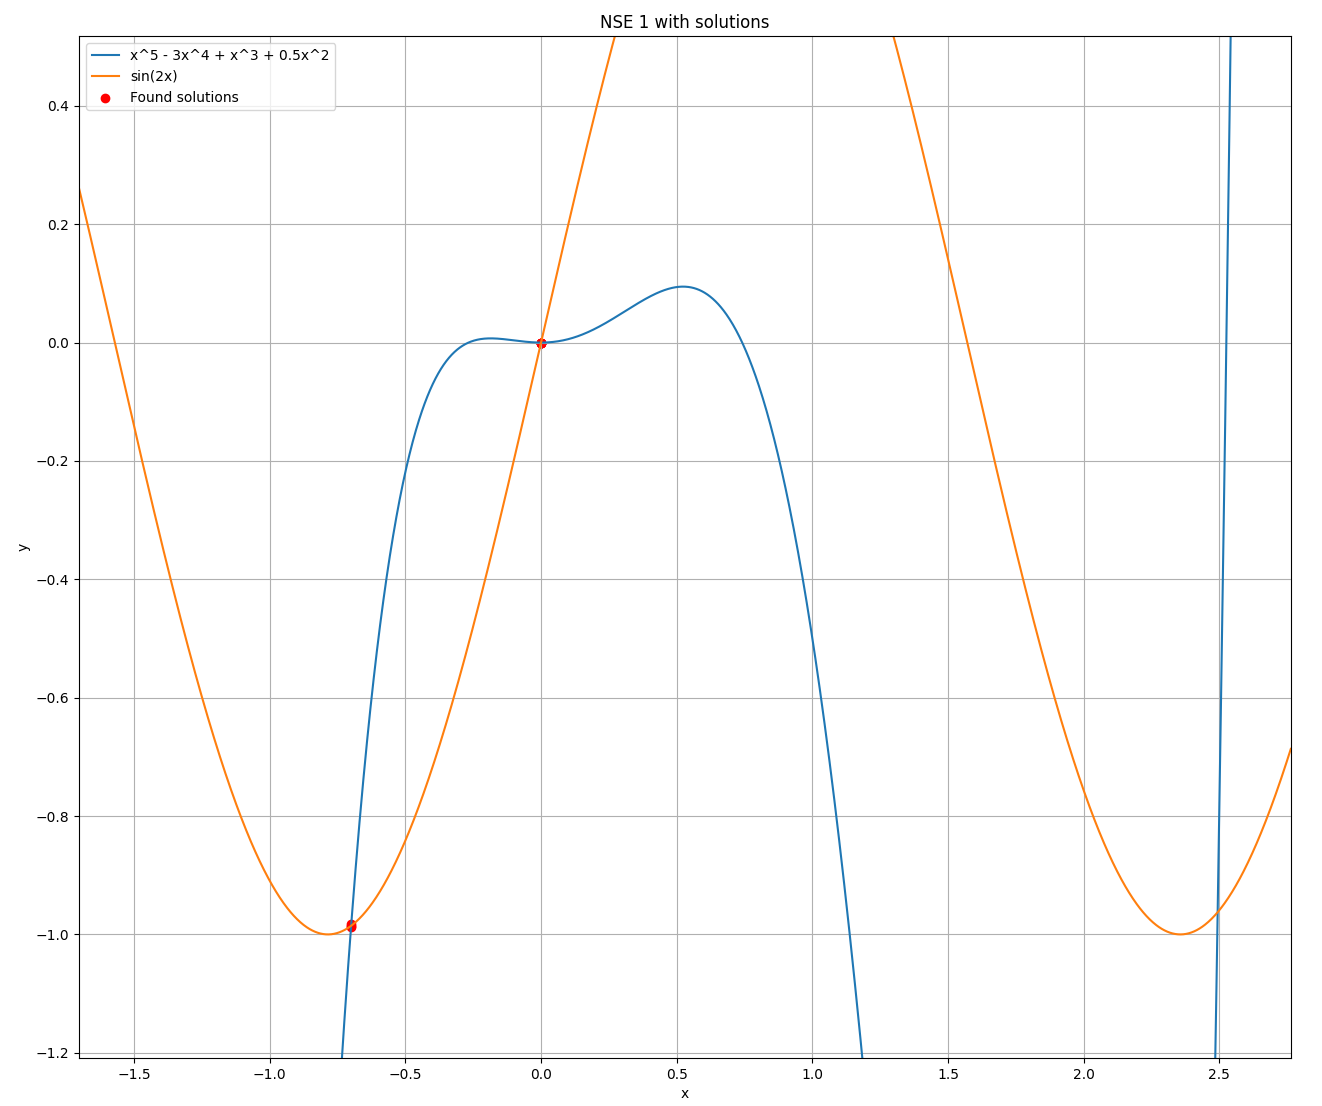 NSE 1 with solutions
x^5 - 3x^4 + x^3 + 0.5x^2
sin(2x)
Found solutions
0.4
0.2
0.0
−0.2
−0.4
−0.6
−0.8
−1.0
−1.2
y
−1.5 −1.0 −0.5 0.0 0.5 1.0 1.5 2.0 2.5
x